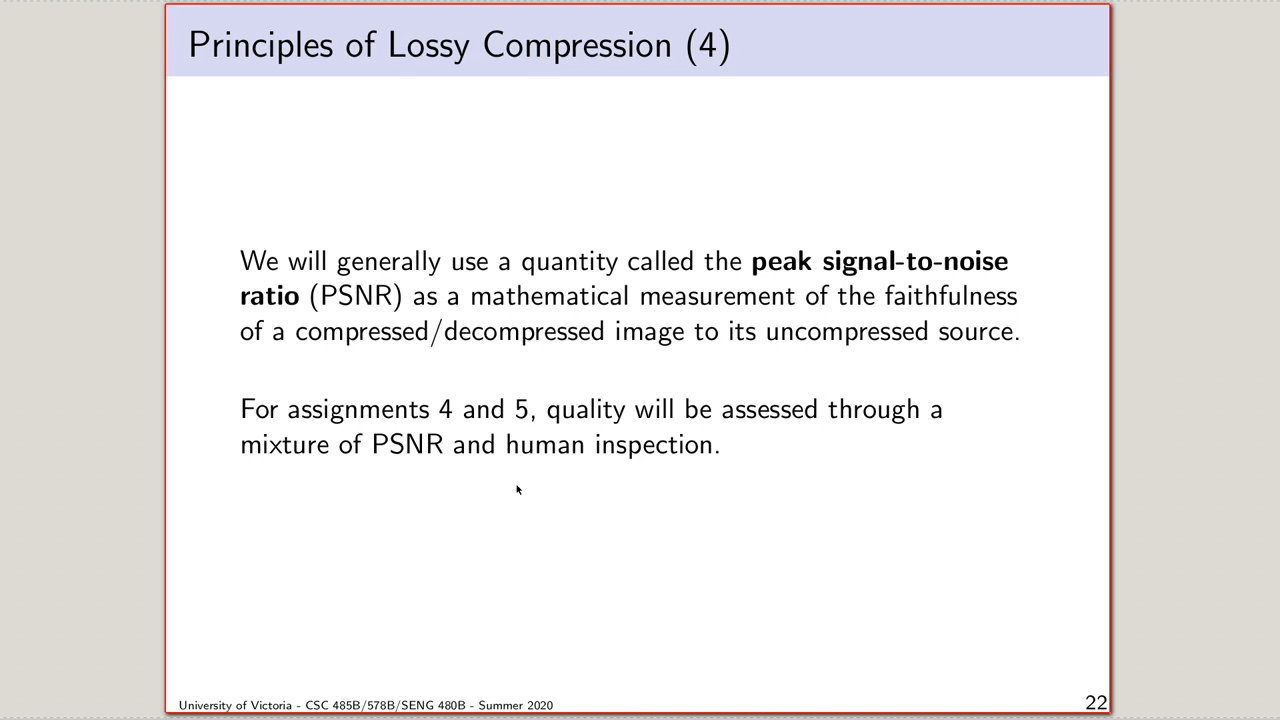 Principles of Lossy Compression (4)
We will generally use a quantity called the peak signal-to-noise
ratio (PSNR) as a mathematical measurement of the faithfulness
of a compressed/decompressed image to its uncompressed source.
For assignments 4 and 5, quality will be assessed through a
mixture of PSNR and human inspection.
University of Victoria - CSC 485B/578B/SENG 480B - Summer 2020
22